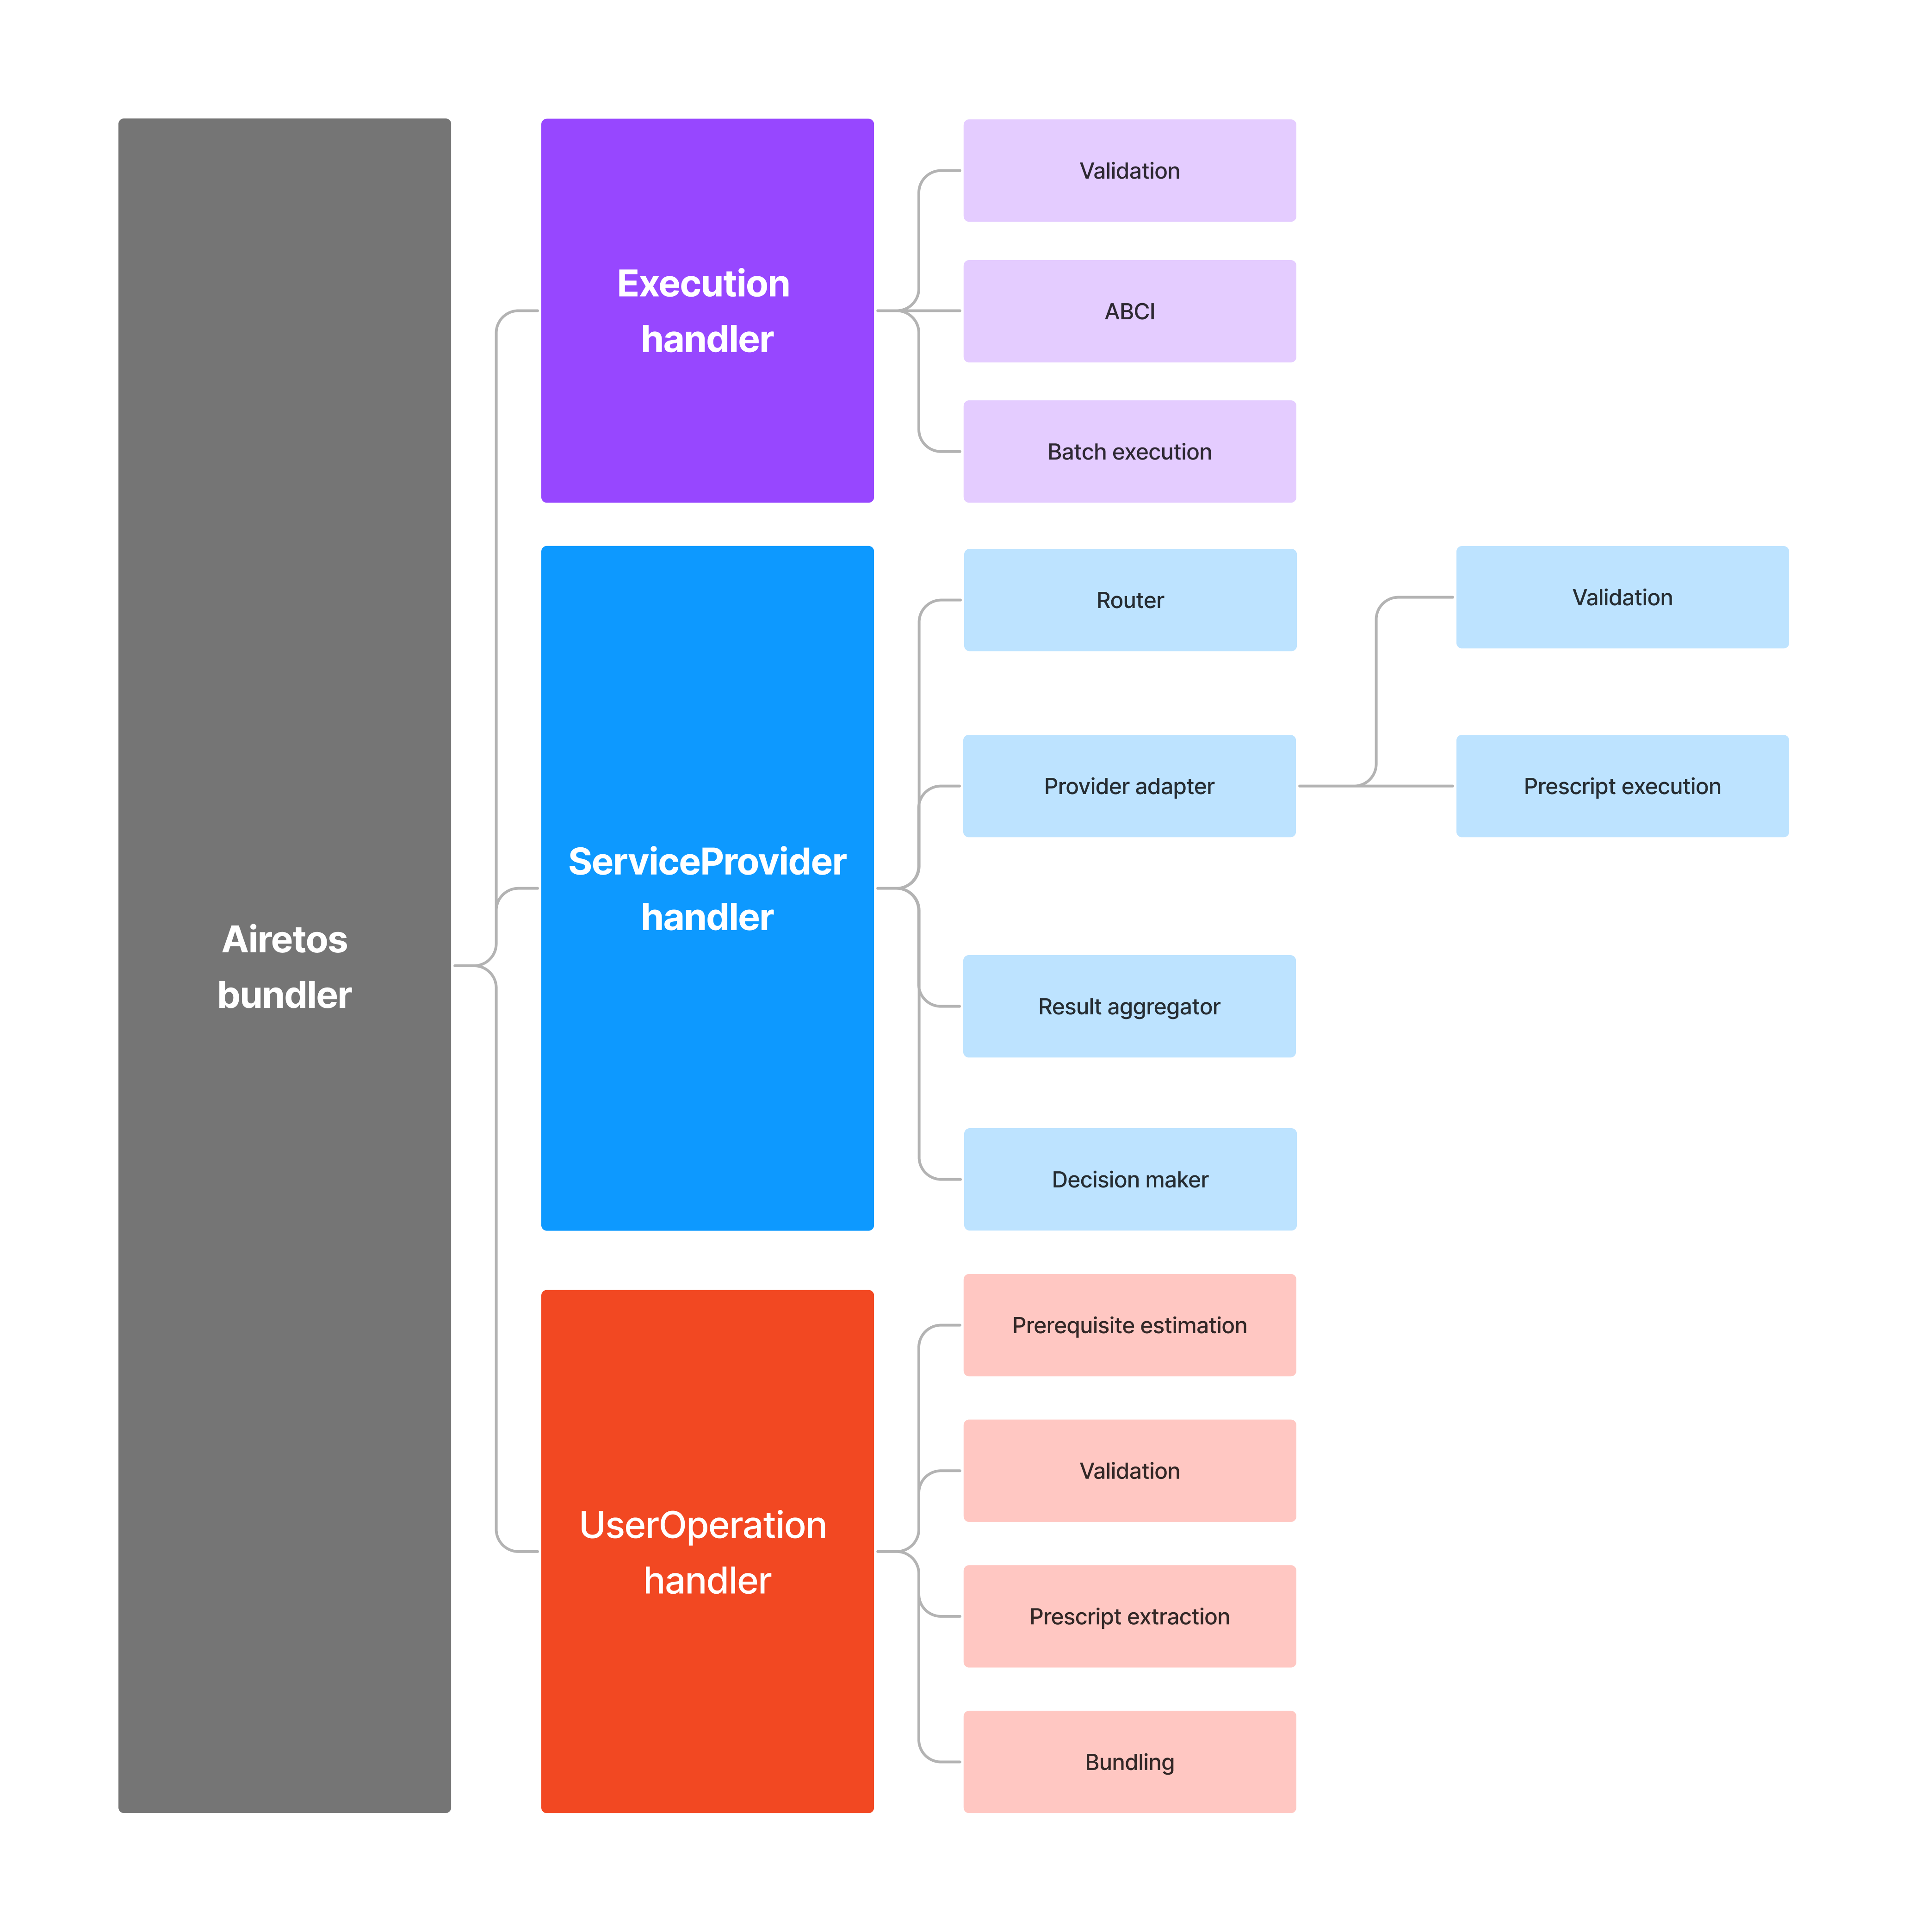 Airetos
bundler
Execution
handler
Validation
ABCI
Batch execution
ServiceProvider
handler
Router
Provider adapter
Validation
Prescript execution
Result aggregator
Decision maker
UserOperation
handler
Prerequisite estimation
Validation
Prescript extraction
Bundling